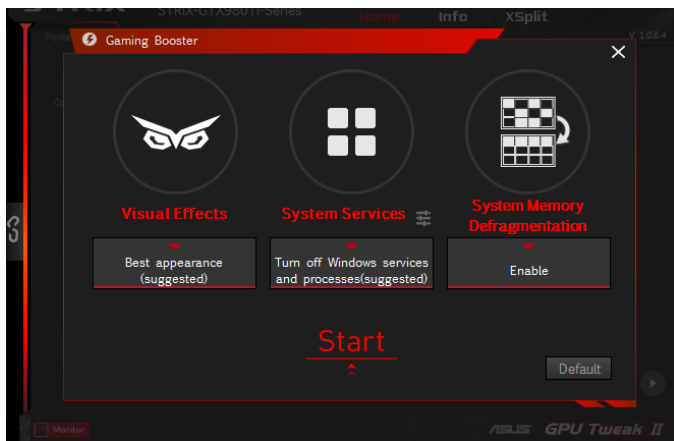 STRIX
STRIX-GTX980TI-Series
Home
Info
XSplit
V. 1.0.6.4
Gaming Booster
Visual Effects
System Services
System Memory
Defragmentation
Best appearance
(suggested)
Turn off Windows services
and processes(suggested)
Enable
Start
Default
Monitor
ASUS GPU Tweak II